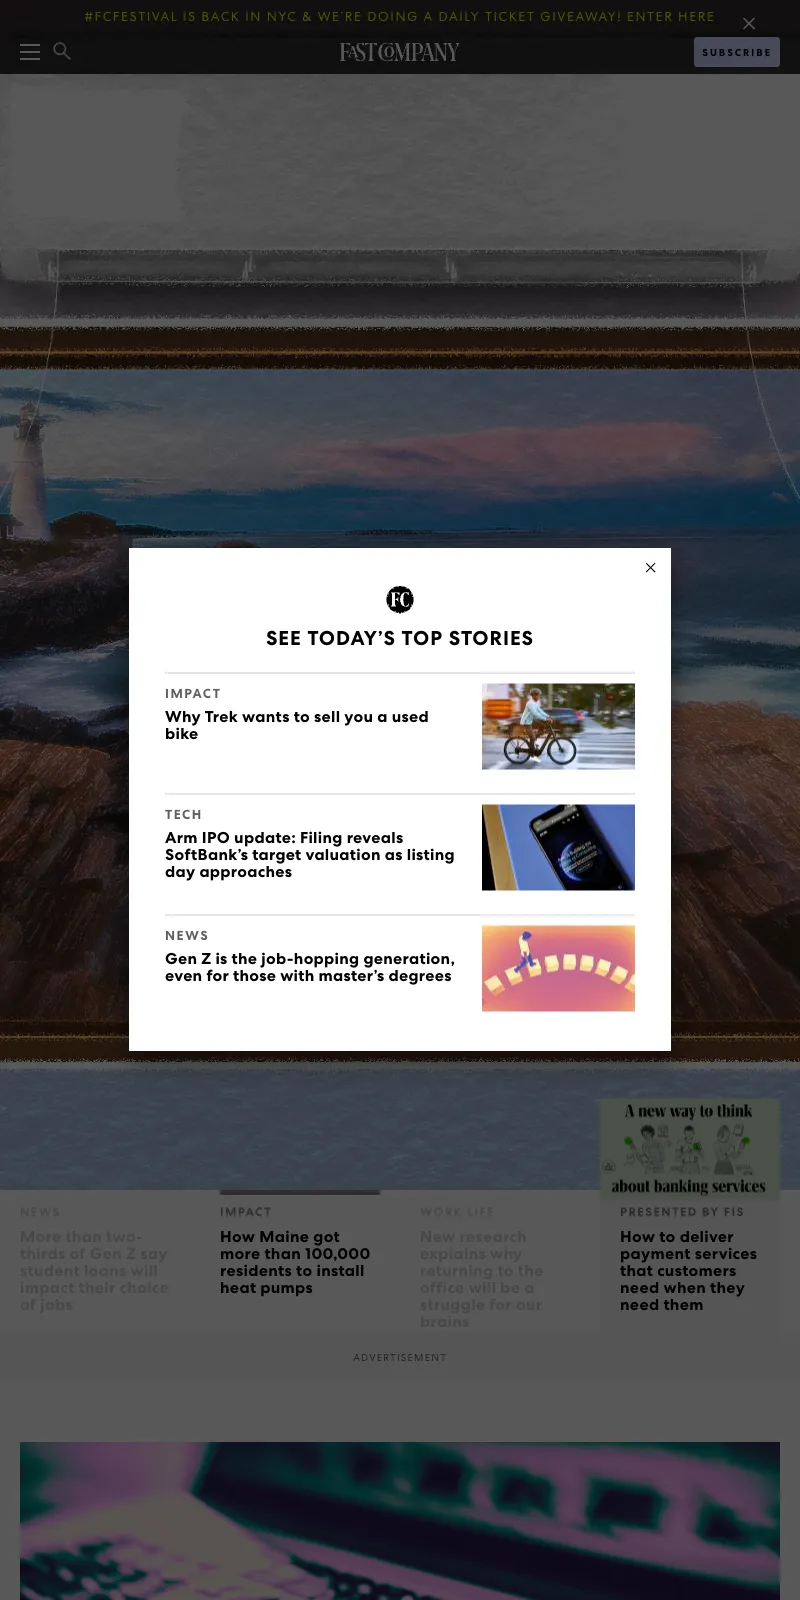 #FCFESTIVAL IS BACK IN NYC & WE'RE DOING A DAILY TICKET GIVEAWAY! ENTER HERE
FAST COMPANY
SUBSCRIBE
FC
SEE TODAY'S TOP STORIES
IMPACT
Why Trek wants to sell you a used
bike
TECH
Arm IPO update: Filing reveals
SoftBank's target valuation as listing
day approaches
NEWS
Gen Z is the job-hopping generation,
even for those with master's degrees
NEWS
More than two-
thirds of Gen Z say
student loans will
impact their choice
of jobs
IMPACT
How Maine got
more than 100,000
residents to install
heat pumps
WORK LIFE
New research
explains why
returning to the
office will be a
struggle for our
brains
A new way to think
about banking services
PRESENTED BY FIS
How to deliver
payment services
that customers
need when they
need them
ADVERTISEMENT